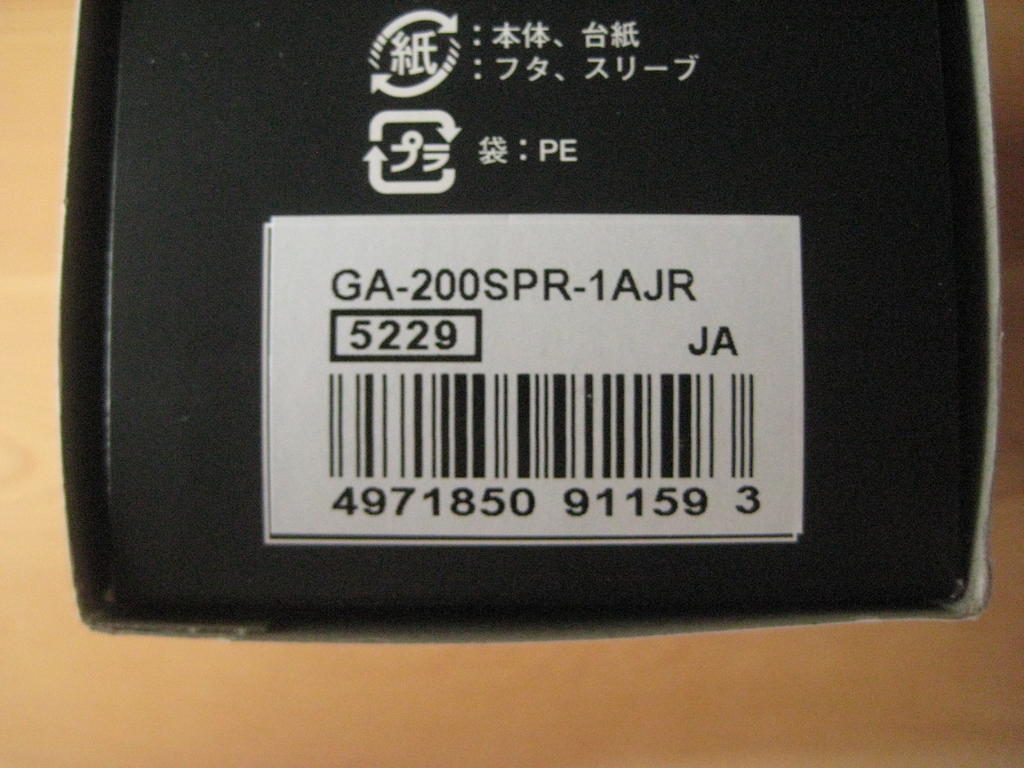 紙 : 本体、台紙
: フタ、スリーブ
プラ 袋 : PE
GA-200SPR-1AJR
5229 JA
4971850 91159 3